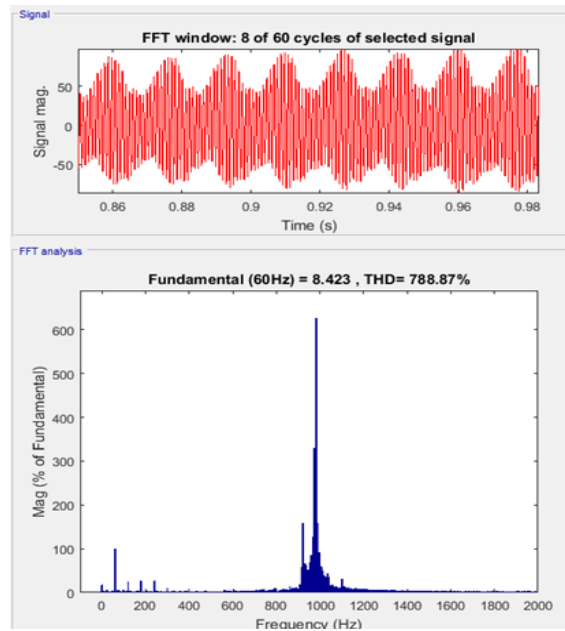 Signal
FFT window: 8 of 60 cycles of selected signal
Signal mag.
50
0
-50
0.86 0.88 0.9 0.92 0.94 0.96 0.98
Time (s)
FFT analysis
Fundamental (60Hz) = 8.423 , THD= 788.87%
Mag (% of Fundamental)
600
500
400
300
200
100
0
0 200 400 600 800 1000 1200 1400 1600 1800 2000
Frequency (Hz)